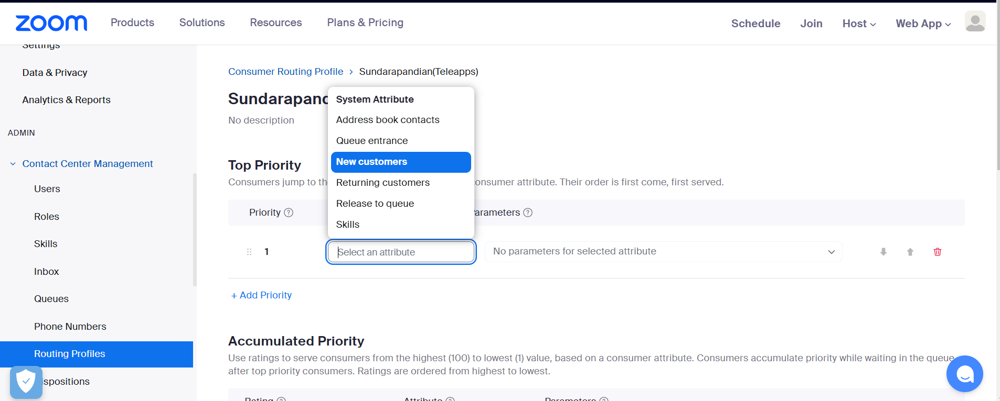 zoom
Products
Solutions
Resources
Plans & Pricing
Schedule
Join
Host
Web App
Settings
Data & Privacy
Analytics & Reports
ADMIN
Contact Center Management
Users
Roles
Skills
Inbox
Queues
Phone Numbers
Routing Profiles
ispositions
Consumer Routing Profile > Sundarapandian(Teleapps)
Sundarapand
No description
System Attribute
Address book contacts
Queue entrance
New customers
Returning customers
Release to queue
Skills
Top Priority
Consumers jump to th onsumer attribute. Their order is first come, first served.
Priority ? arameters ?
1 Select an attribute No parameters for selected attribute
+ Add Priority
Accumulated Priority
Use ratings to serve consumers from the highest (100) to lowest (1) value, based on a consumer attribute. Consumers accumulate priority while waiting in the queue
after top priority consumers. Ratings are ordered from highest to lowest.
Rating ? Attribute ? Parameters ?